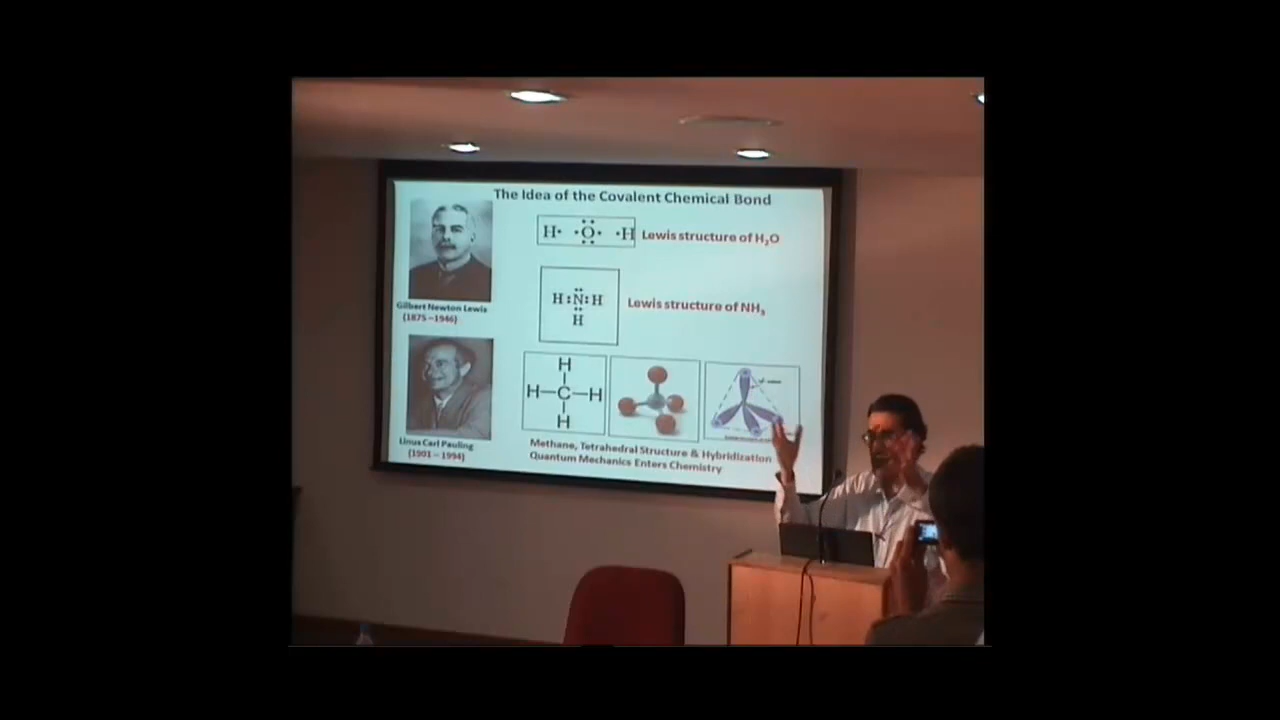 The Idea of the Covalent Chemical Bond
H· ·Ö· ·H
Lewis structure of H₂O
H:N:H
H
Lewis structure of NH₃
Gilbert Newton Lewis
(1875 – 1946)
H
H—C—H
H
Linus Carl Pauling
(1901 – 1994)
Methane, Tetrahedral Structure & Hybridization
Quantum Mechanics Enters Chemistry